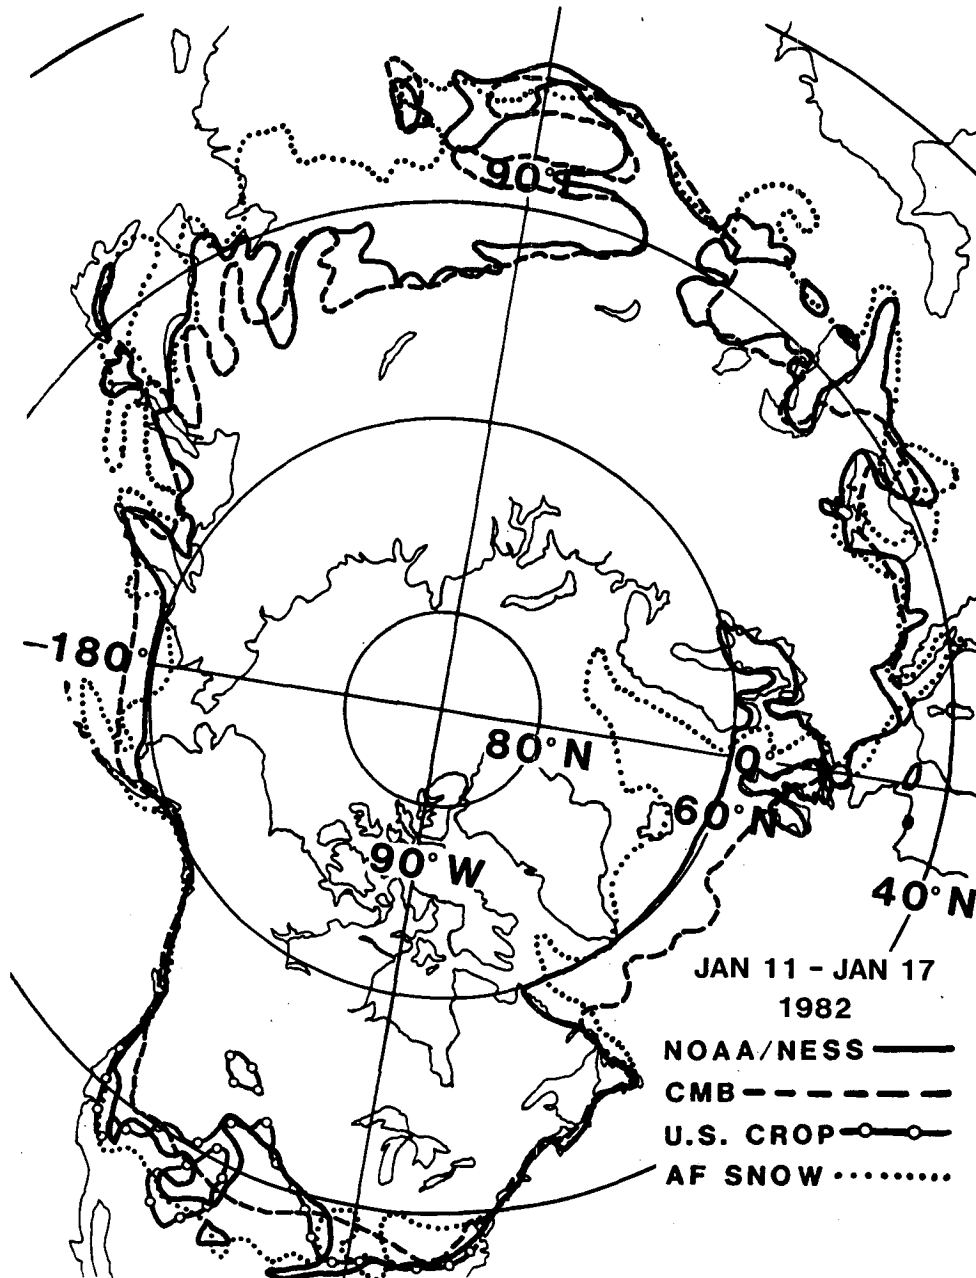 90°
-180°
80°N
0°
60°N
90°W
40°N
JAN 11 - JAN 17
1982
NOAA/NESS
CMB
U.S. CROP
AF SNOW